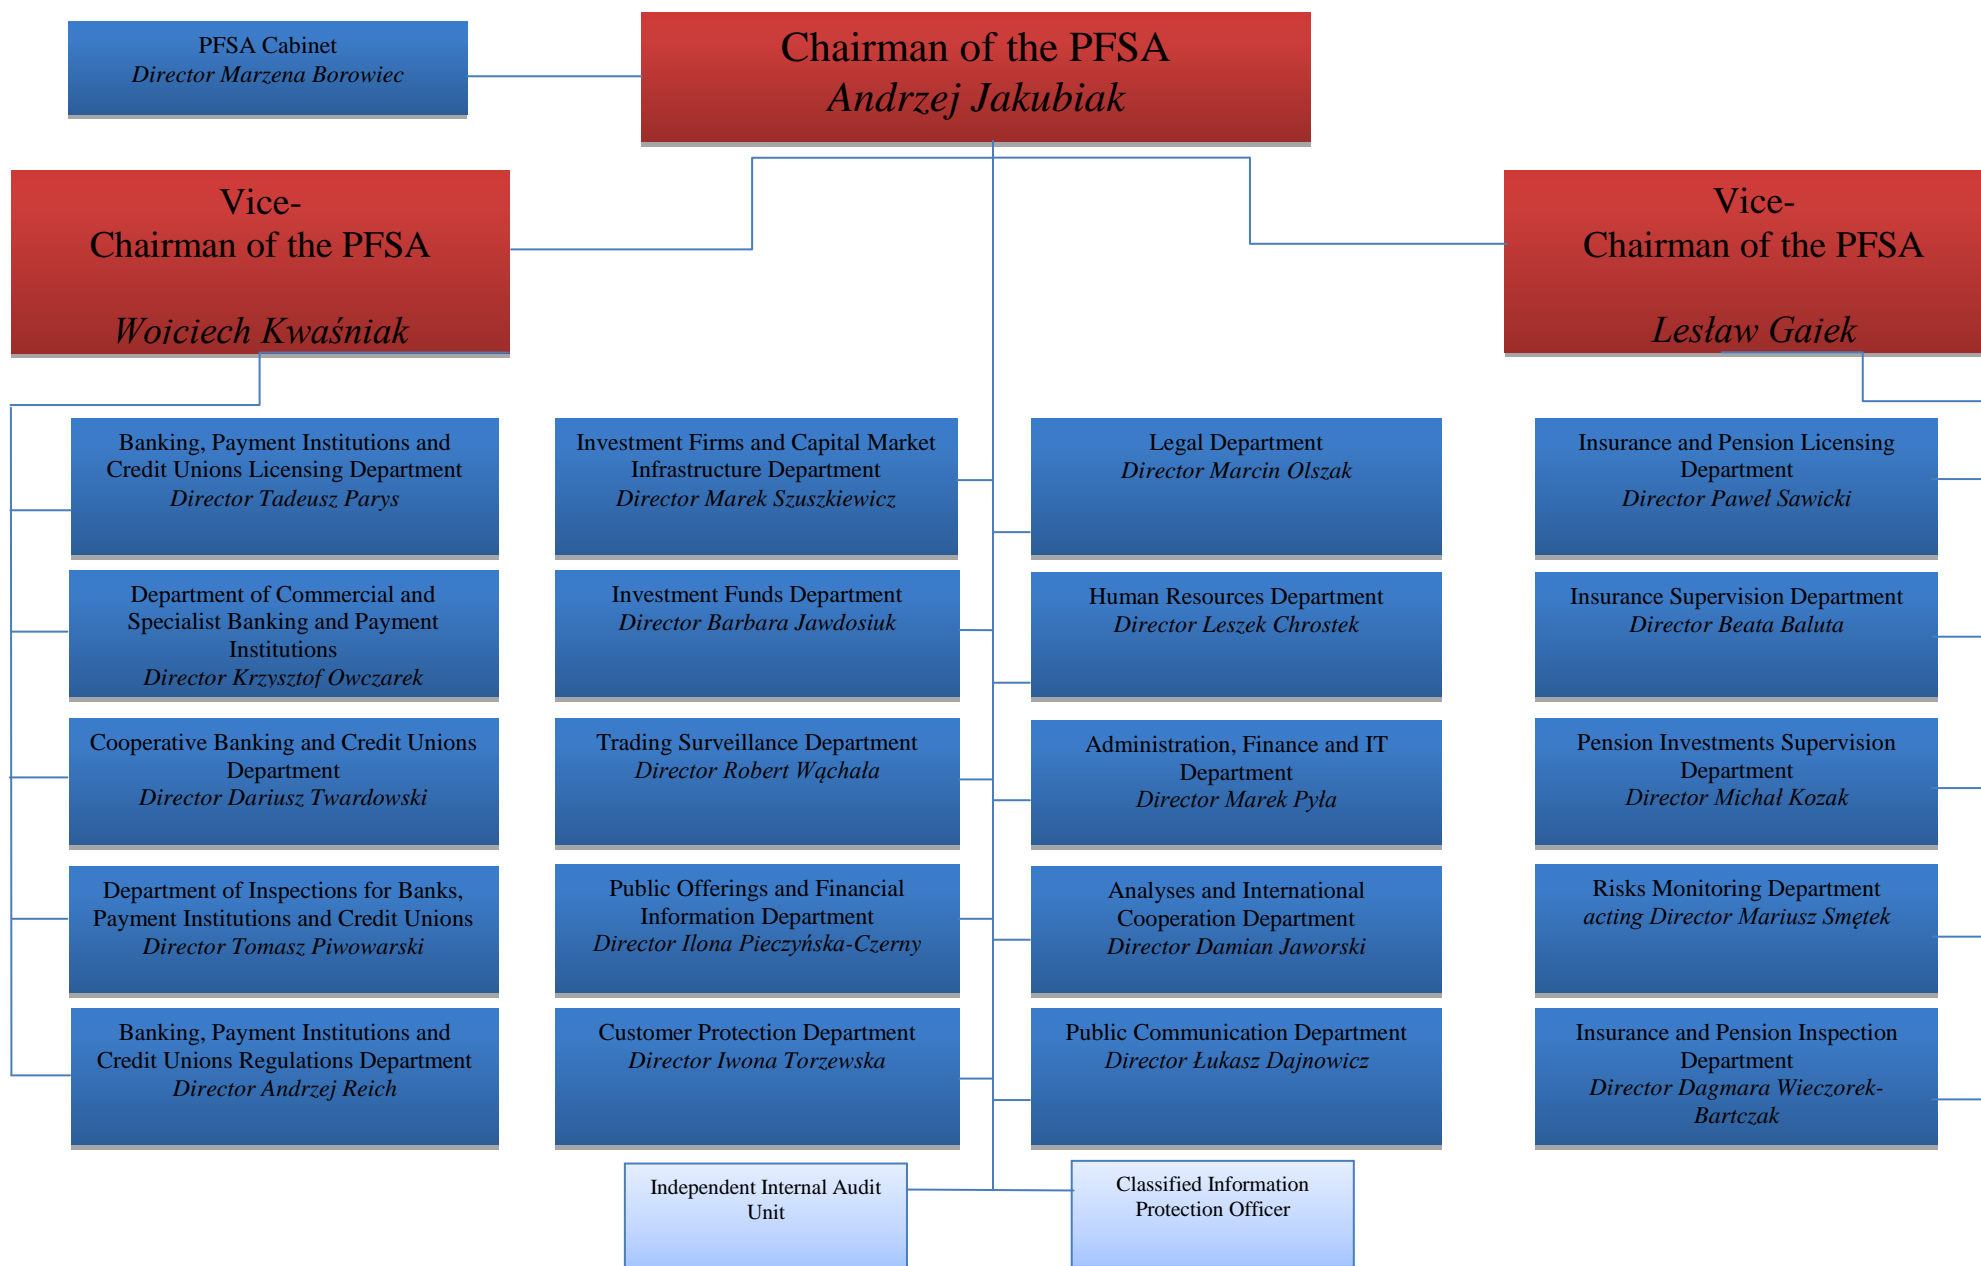 PFSA Cabinet
Director Marzena Borowiec
Chairman of the PFSA
Andrzej Jakubiak
Vice-
Chairman of the PFSA
Wojciech Kwaśniak
Vice-
Chairman of the PFSA
Lesław Gajek
Banking, Payment Institutions and
Credit Unions Licensing Department
Director Tadeusz Parys
Department of Commercial and
Specialist Banking and Payment
Institutions
Director Krzysztof Owczarek
Cooperative Banking and Credit Unions
Department
Director Dariusz Twardowski
Department of Inspections for Banks,
Payment Institutions and Credit Unions
Director Tomasz Piwowarski
Banking, Payment Institutions and
Credit Unions Regulations Department
Director Andrzej Reich
Investment Firms and Capital Market
Infrastructure Department
Director Marek Szuszkiewicz
Investment Funds Department
Director Barbara Jawdosiuk
Trading Surveillance Department
Director Robert Wąchała
Public Offerings and Financial
Information Department
Director Ilona Pieczyńska-Czerny
Customer Protection Department
Director Iwona Torzewska
Legal Department
Director Marcin Olszak
Human Resources Department
Director Leszek Chrostek
Administration, Finance and IT
Department
Director Marek Pyła
Analyses and International
Cooperation Department
Director Damian Jaworski
Public Communication Department
Director Łukasz Dajnowicz
Insurance and Pension Licensing
Department
Director Paweł Sawicki
Insurance Supervision Department
Director Beata Baluta
Pension Investments Supervision
Department
Director Michał Kozak
Risks Monitoring Department
acting Director Mariusz Smętek
Insurance and Pension Inspection
Department
Director Dagmara Wieczorek-
Bartczak
Independent Internal Audit
Unit
Classified Information
Protection Officer